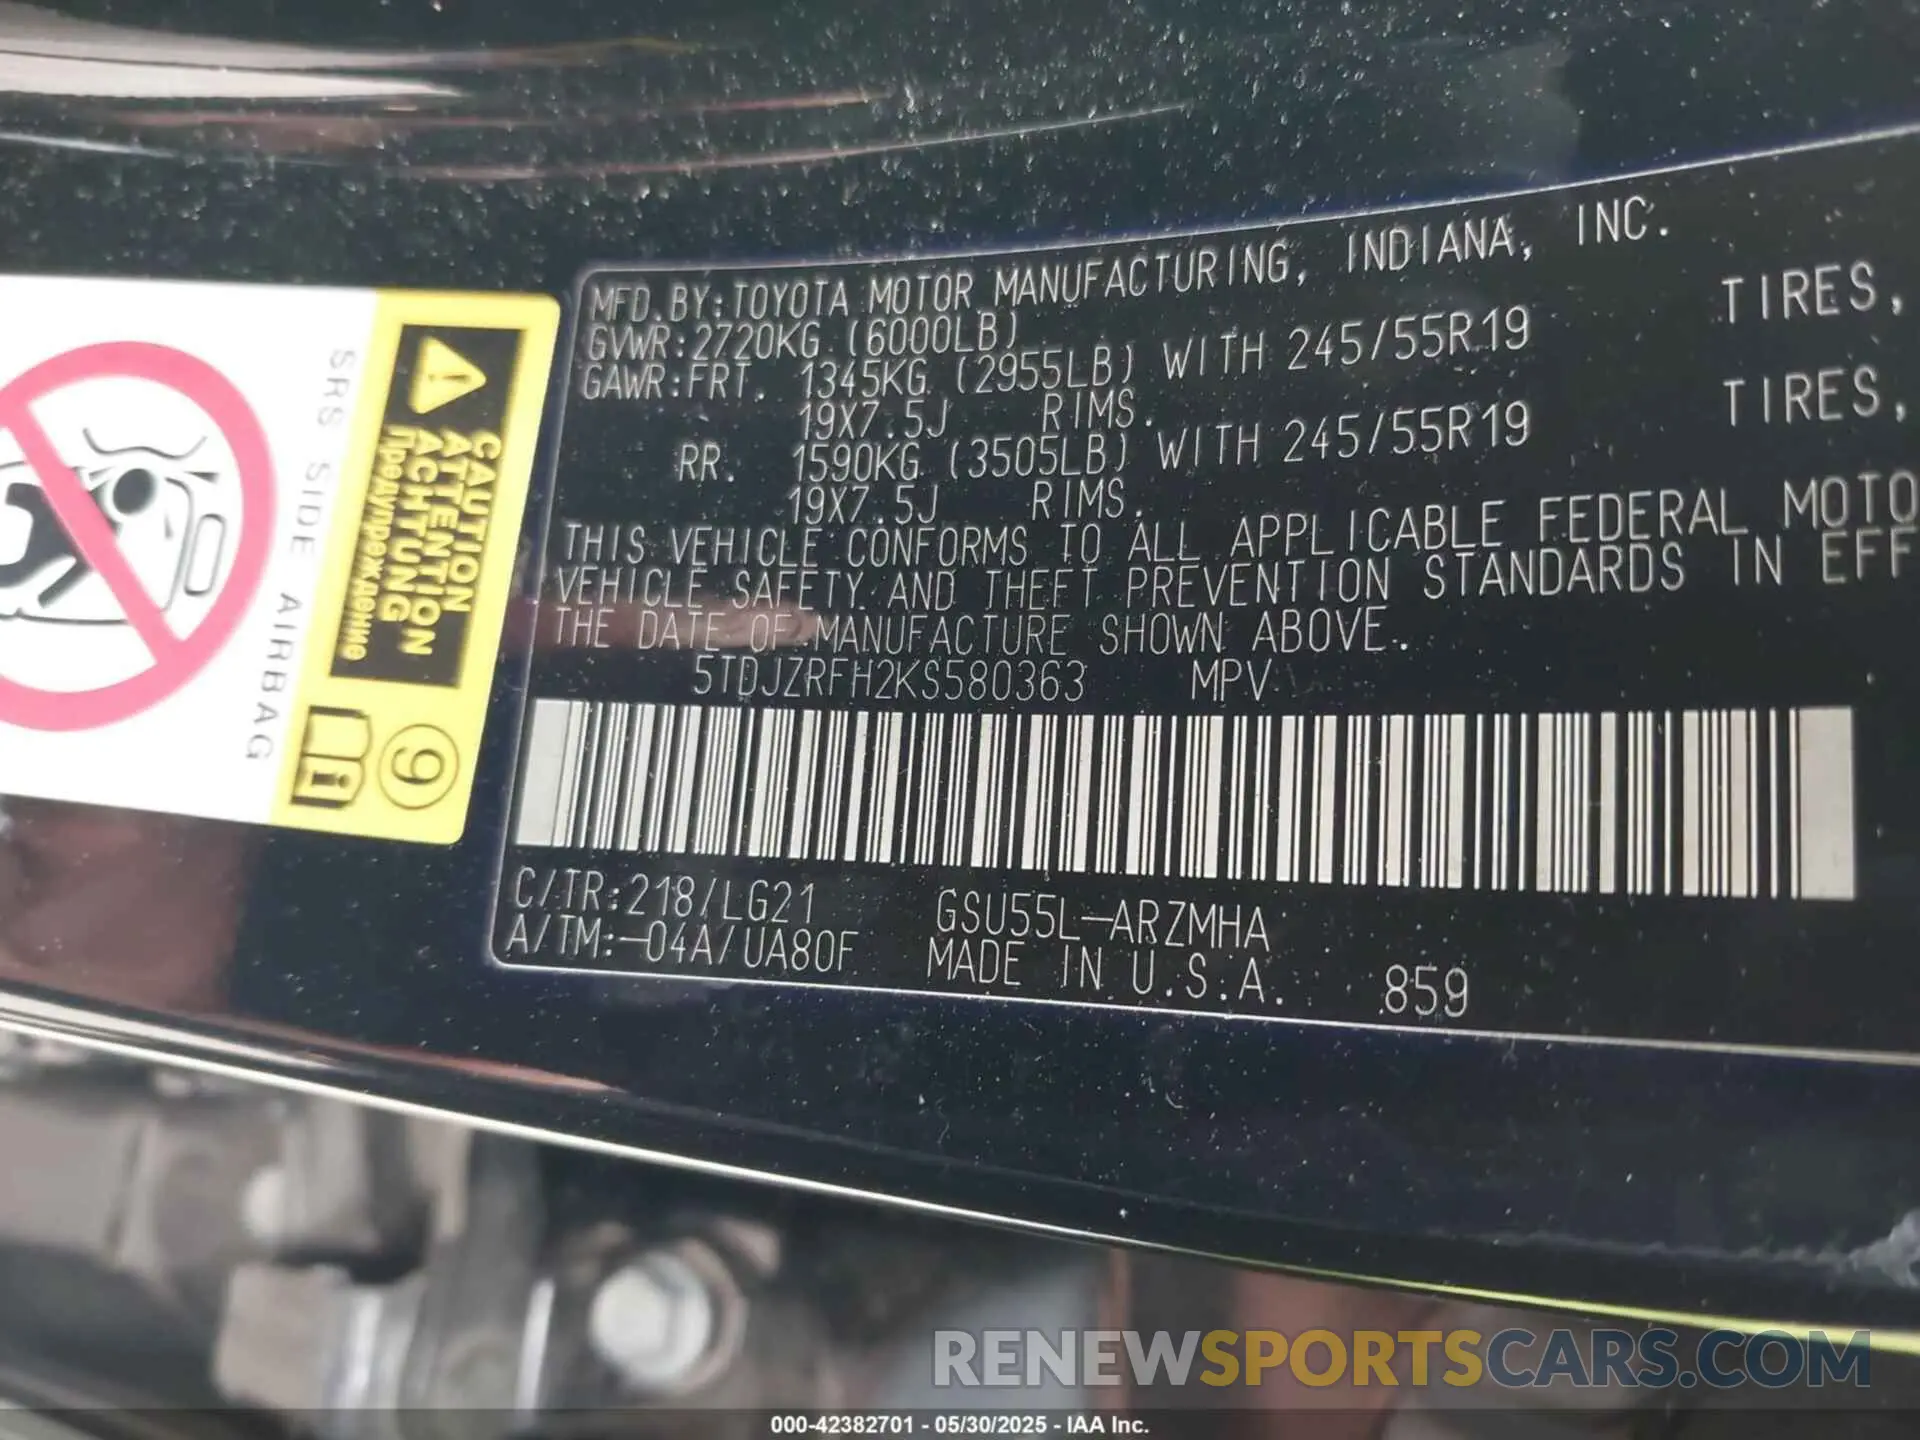 MFD.BY:TOYOTA MOTOR MANUFACTURING, INDIANA, INC.
GVWR:2720KG (6000LB)
GAWR:FRT. 1345KG (2955LB) WITH 245/55R19 TIRES,
19X7.5J RIMS.
RR. 1590KG (3505LB) WITH 245/55R19 TIRES,
19X7.5J RIMS.
THIS VEHICLE CONFORMS TO ALL APPLICABLE FEDERAL MOTO
VEHICLE SAFETY AND THEFT PREVENTION STANDARDS IN EFF
THE DATE OF MANUFACTURE SHOWN ABOVE.
5TDJZRFH2KS580363 MPV
C/TR:218/LG21 GSU55L-ARZMHA
A/TM:-04A/UA80F MADE IN U.S.A. 859
CAUTION
ATTENTION
ACHTUNG
Предупреждение
SRS SIDE AIRBAG
9
i
RENEWSPORTSCARS.COM
000-42382701 - 05/30/2025 - IAA Inc.